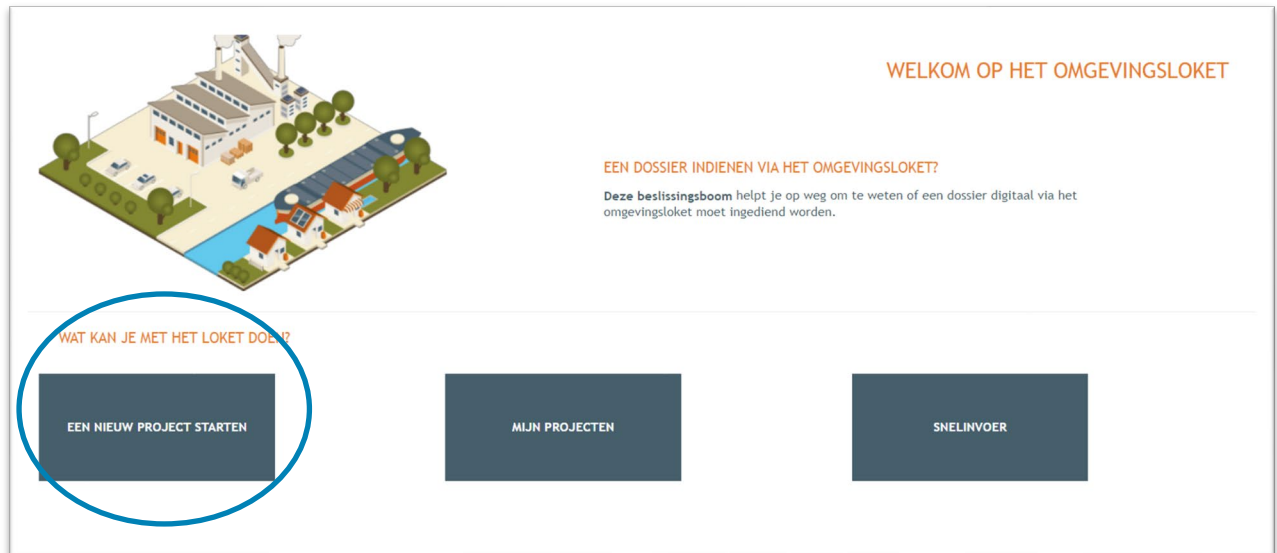 WELKOM OP HET OMGEVINGSLOKET
EEN DOSSIER INDIENEN VIA HET OMGEVINGSLOKET?
Deze beslissingsboom helpt je op weg om te weten of een dossier digitaal via het
omgevingsloket moet ingediend worden.
WAT KAN JE MET HET LOKET DOEN?
EEN NIEUW PROJECT STARTEN
MIJN PROJECTEN
SNELINVOER